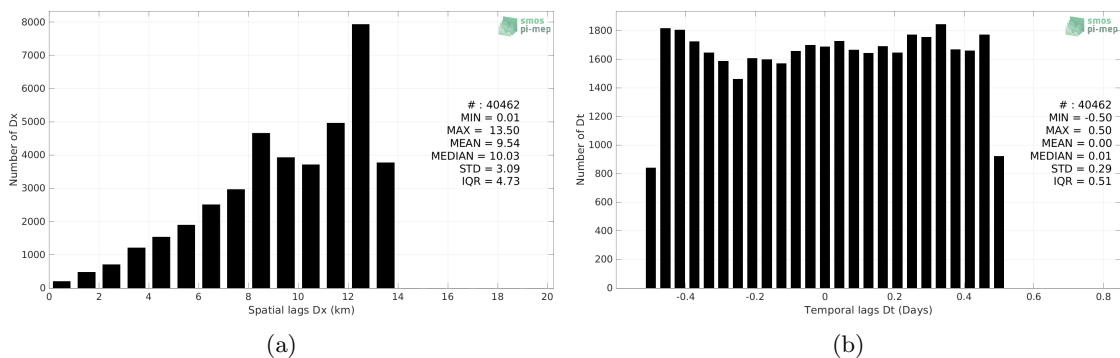 smos
pi-mep
8000
7000
6000
5000
4000
3000
2000
1000
0
Number of Dx
# : 40462
MIN = 0.01
MAX = 13.50
MEAN = 9.54
MEDIAN = 10.03
STD = 3.09
IQR = 4.73
0 2 4 6 8 10 12 14 16 18 20
Spatial lags Dx (km)
(a)
smos
pi-mep
1800
1600
1400
1200
1000
800
600
400
200
0
Number of Dt
# : 40462
MIN = -0.50
MAX = 0.50
MEAN = 0.00
MEDIAN = 0.01
STD = 0.29
IQR = 0.51
-0.4 -0.2 0 0.2 0.4 0.6 0.8
Temporal lags Dt (Days)
(b)